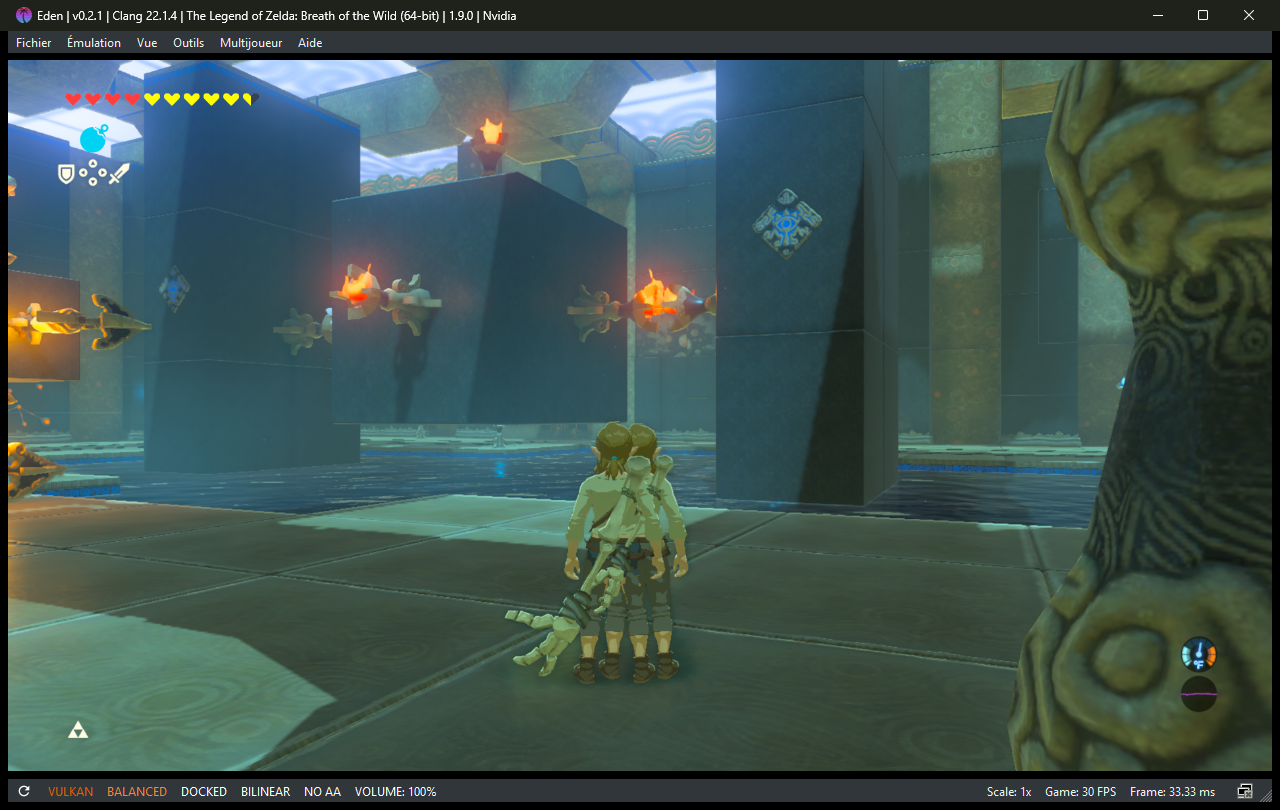 Eden | v0.2.1 | Clang 22.1.4 | The Legend of Zelda: Breath of the Wild (64-bit) | 1.9.0 | Nvidia
Fichier Émulation Vue Outils Multijoueur Aide
°F
VULKAN BALANCED DOCKED BILINEAR NO AA VOLUME: 100% Scale: 1x Game: 30 FPS Frame: 33.33 ms